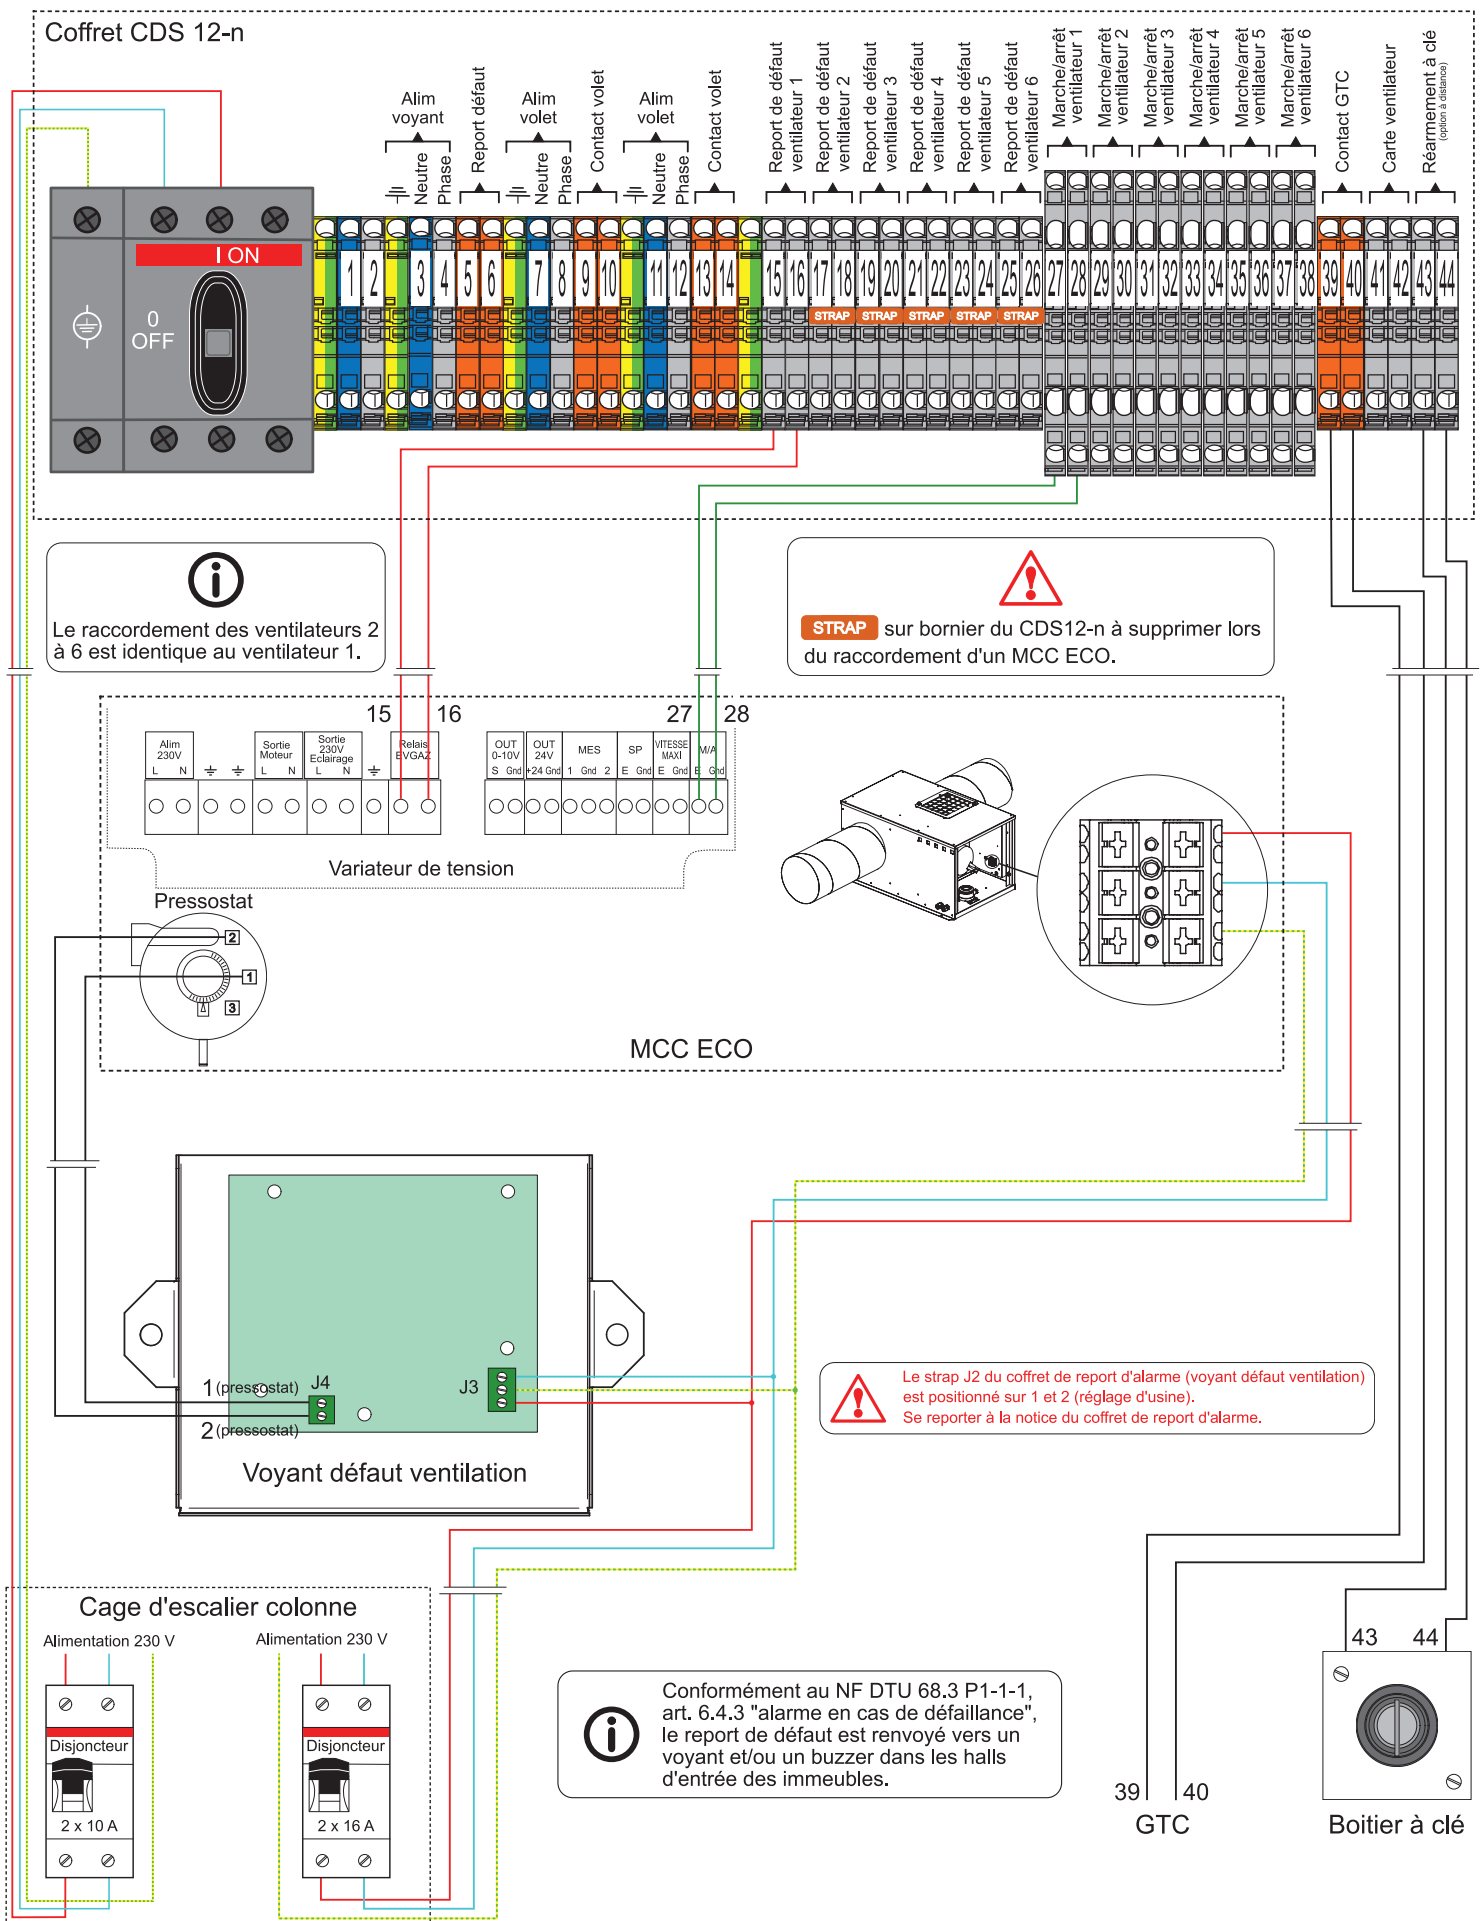 Coffret CDS 12-n
I ON
0
OFF
Alim
voyant
Neutre
Phase
Report défaut
Alim
volet
Neutre
Phase
Contact volet
Alim
volet
Neutre
Phase
Contact volet
Report de défaut
ventilateur 1
Report de défaut
ventilateur 2
Report de défaut
ventilateur 3
Report de défaut
ventilateur 4
Report de défaut
ventilateur 5
Report de défaut
ventilateur 6
Marche/arrêt
ventilateur 1
Marche/arrêt
ventilateur 2
Marche/arrêt
ventilateur 3
Marche/arrêt
ventilateur 4
Marche/arrêt
ventilateur 5
Marche/arrêt
ventilateur 6
Contact GTC
Carte ventilateur
Réarmement à clé
(option à distance)
1 2 3 4 5 6 7 8 9 10 11 12 13 14 15 16 17 18 19 20 21 22 23 24 25 26 27 28 29 30 31 32 33 34 35 36 37 38 39 40 41 42 43 44
STRAP STRAP STRAP STRAP STRAP
Le raccordement des ventilateurs 2
à 6 est identique au ventilateur 1.
STRAP sur bornier du CDS12-n à supprimer lors
du raccordement d'un MCC ECO.
15 16 27 28
Alim
230V
L N
Sortie
Moteur
L N
Sortie
230V
Eclairage
L N
Relais
EVGAZ
OUT
0-10V
S Gnd
OUT
24V
+24 Gnd
MES
1 Gnd 2
SP
E Gnd
VITESSE
MAXI
E Gnd
M/A
E Gnd
Variateur de tension
Pressostat
2
1
3
MCC ECO
1 (pressostat)
J4
2 (pressostat)
J3
Voyant défaut ventilation
Le strap J2 du coffret de report d'alarme (voyant défaut ventilation)
est positionné sur 1 et 2 (réglage d'usine).
Se reporter à la notice du coffret de report d'alarme.
Cage d'escalier colonne
Alimentation 230 V
Alimentation 230 V
Disjoncteur
2 x 10 A
Disjoncteur
2 x 16 A
Conformément au NF DTU 68.3 P1-1-1,
art. 6.4.3 "alarme en cas de défaillance",
le report de défaut est renvoyé vers un
voyant et/ou un buzzer dans les halls
d'entrée des immeubles.
39 40
GTC
43 44
Boitier à clé